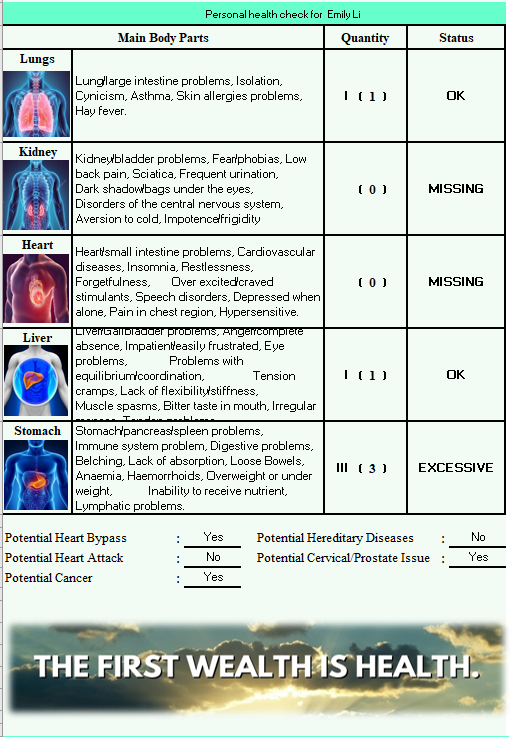 Personal health check for Emily Li
Main Body Parts Quantity Status
Lungs
Lung/large intestine problems, Isolation,
Cynicism, Asthma, Skin allergies problems,
Hay fever.
I ( 1 ) OK
Kidney
Kidney/bladder problems, Fear/phobias, Low
back pain, Sciatica, Frequent urination,
Dark shadow/bags under the eyes,
Disorders of the central nervous system,
Aversion to cold, Impotence/frigidity
( 0 ) MISSING
Heart
Heart/small intestine problems, Cardiovascular
diseases, Insomnia, Restlessness,
Forgetfulness, Over excited/craved
stimulants, Speech disorders, Depressed when
alone, Pain in chest region, Hypersensitive.
( 0 ) MISSING
Liver
Liver/Gallbladder problems, Anger/complete
absence, Impatient/easily frustrated, Eye
problems, Problems with
equilibrium/coordination, Tension
cramps, Lack of flexibility/stiffness,
Muscle spasms, Bitter taste in mouth, Irregular
I ( 1 ) OK
Stomach
Stomach/pancreas/spleen problems,
Immune system problem, Digestive problems,
Belching, Lack of absorption, Loose Bowels,
Anaemia, Haemorrhoids, Overweight or under
weight, Inability to receive nutrient,
Lymphatic problems.
III ( 3 ) EXCESSIVE
Potential Heart Bypass : Yes Potential Hereditary Diseases : No
Potential Heart Attack : No Potential Cervical/Prostate Issue : Yes
Potential Cancer : Yes
THE FIRST WEALTH IS HEALTH.